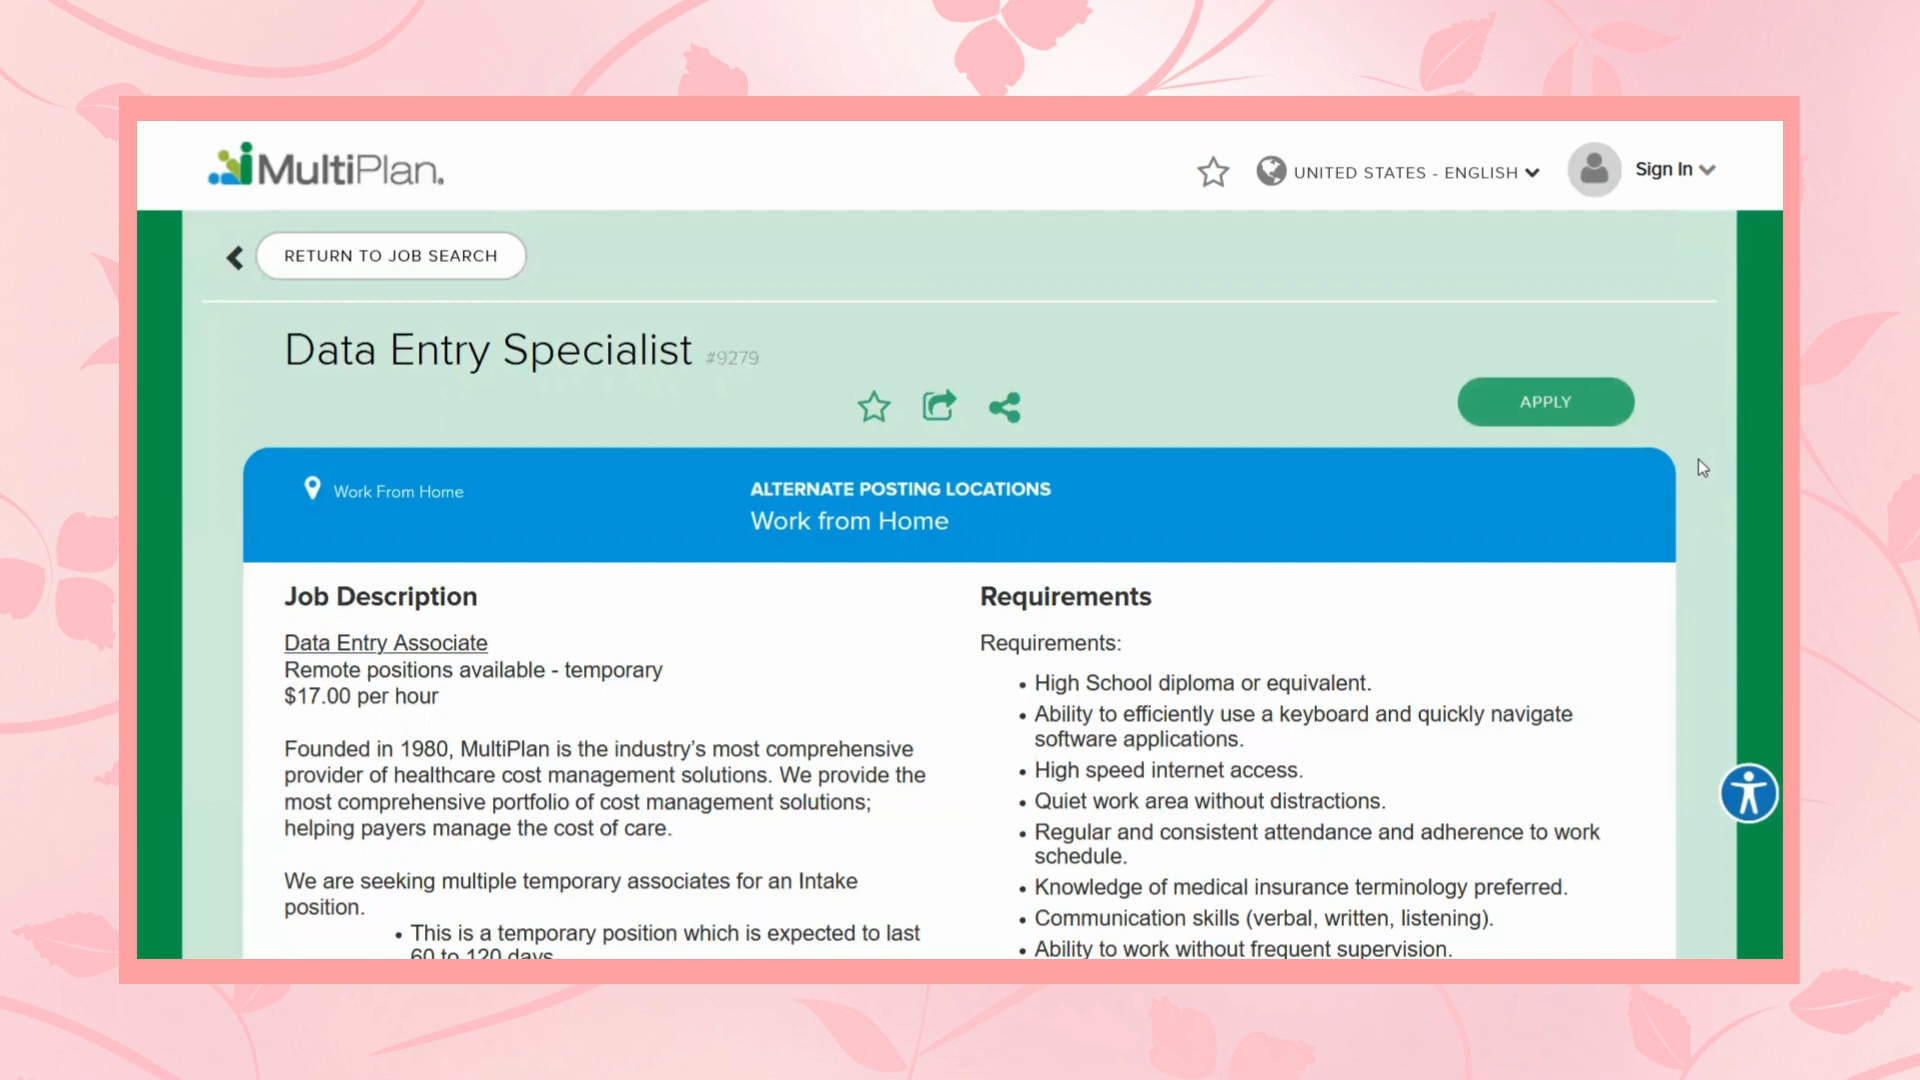 MultiPlan.
UNITED STATES - ENGLISH
Sign In
RETURN TO JOB SEARCH
Data Entry Specialist #9279
APPLY
Work From Home
ALTERNATE POSTING LOCATIONS
Work from Home
Job Description
Data Entry Associate
Remote positions available - temporary
$17.00 per hour
Founded in 1980, MultiPlan is the industry's most comprehensive
provider of healthcare cost management solutions. We provide the
most comprehensive portfolio of cost management solutions;
helping payers manage the cost of care.
We are seeking multiple temporary associates for an Intake
position.
• This is a temporary position which is expected to last
60 to 120 days
Requirements
Requirements:
• High School diploma or equivalent.
• Ability to efficiently use a keyboard and quickly navigate
software applications.
• High speed internet access.
• Quiet work area without distractions.
• Regular and consistent attendance and adherence to work
schedule.
• Knowledge of medical insurance terminology preferred.
• Communication skills (verbal, written, listening).
• Ability to work without frequent supervision.